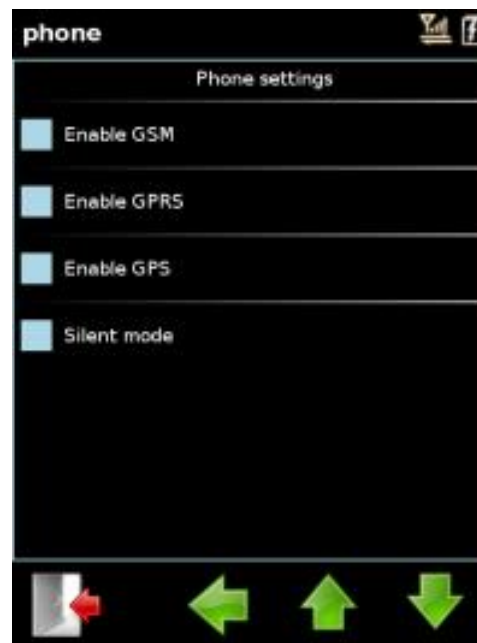 phone
Phone settings
Enable GSM
Enable GPRS
Enable GPS
Silent mode